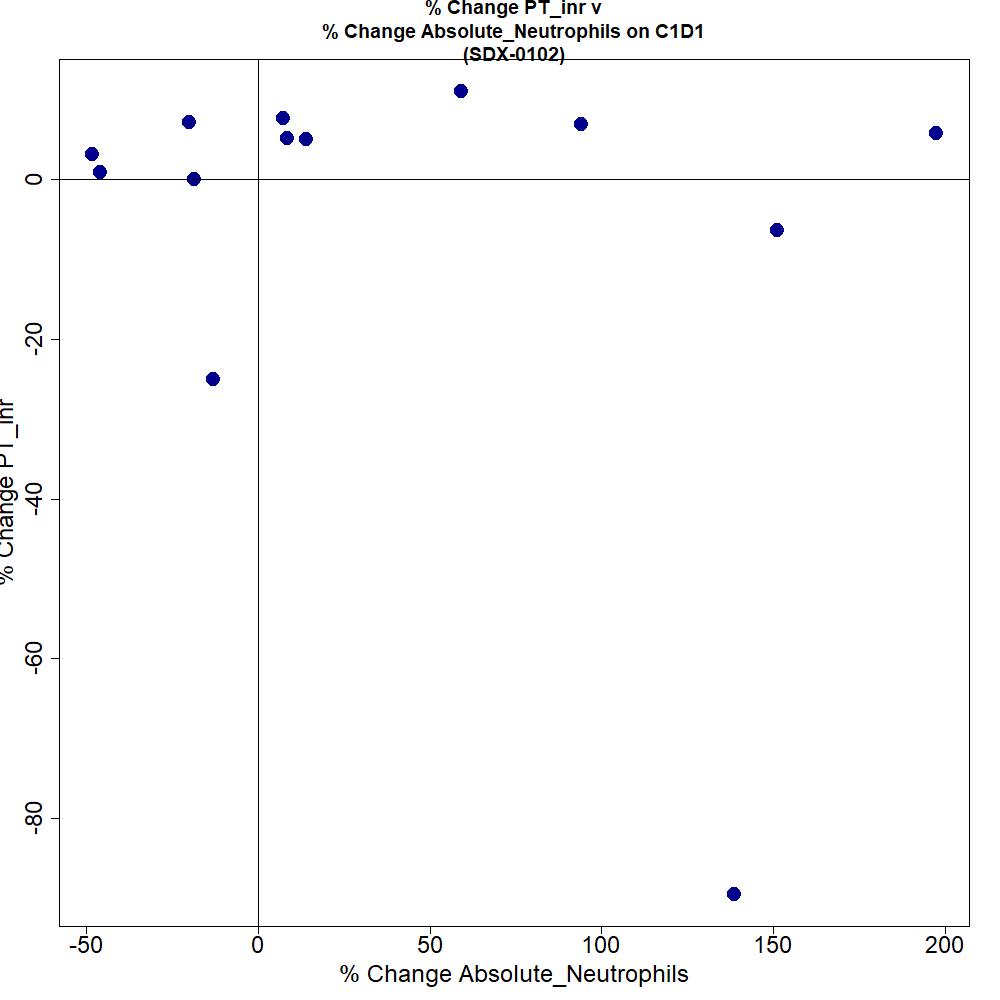 % Change PT_inr v
% Change Absolute_Neutrophils on C1D1
(SDX-0102)
0
-20
-40
-60
-80
% Change PT_inr
-50 0 50 100 150 200
% Change Absolute_Neutrophils